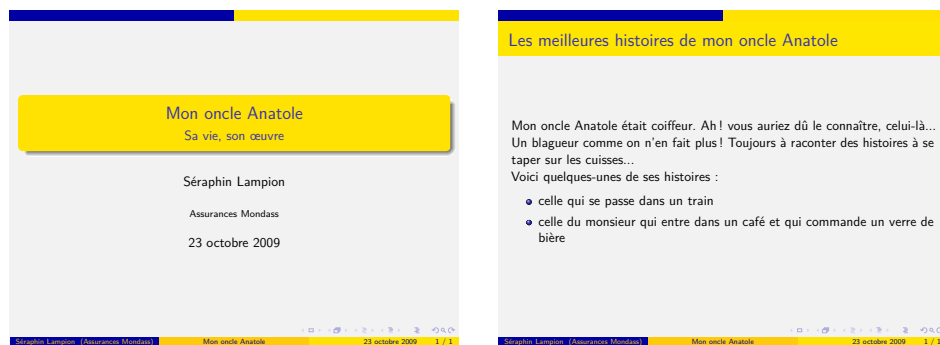 Mon oncle Anatole
Sa vie, son œuvre
Séraphin Lampion
Assurances Mondass
23 octobre 2009
Séraphin Lampion (Assurances Mondass) Mon oncle Anatole 23 octobre 2009 1 / 1
Les meilleures histoires de mon oncle Anatole
Mon oncle Anatole était coiffeur. Ah ! vous auriez dû le connaître, celui-là...
Un blagueur comme on n'en fait plus ! Toujours à raconter des histoires à se
taper sur les cuisses...
Voici quelques-unes de ses histoires :
celle qui se passe dans un train
celle du monsieur qui entre dans un café et qui commande un verre de
bière
Séraphin Lampion (Assurances Mondass) Mon oncle Anatole 23 octobre 2009 1 / 1